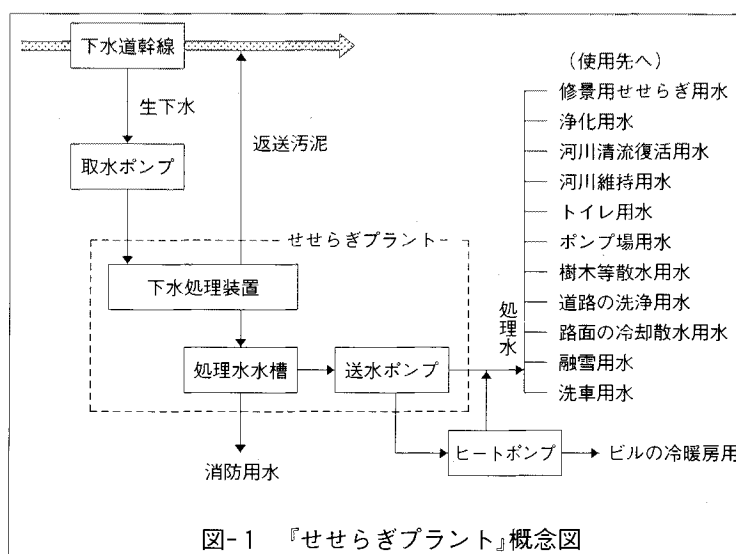 下水道幹線
生下水
返送汚泥
取水ポンプ
せせらぎプラント
下水処理装置
処理水水槽
送水ポンプ
処理水
消防用水
ヒートポンプ
ビルの冷暖房用
(使用先へ)
修景用せせらぎ用水
浄化用水
河川清流復活用水
河川維持用水
トイレ用水
ポンプ場用水
樹木等散水用水
道路の洗浄用水
路面の冷却散水用水
融雪用水
洗車用水
図-1 『せせらぎプラント』概念図